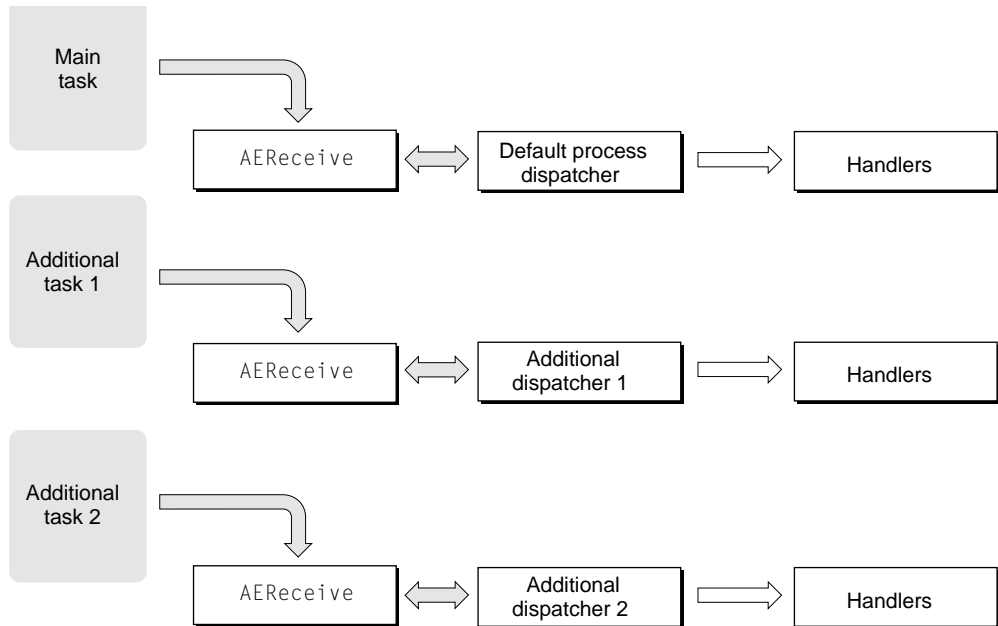 Main
task
AEReceive
Default process
dispatcher
Handlers
Additional
task 1
AEReceive
Additional
dispatcher 1
Handlers
Additional
task 2
AEReceive
Additional
dispatcher 2
Handlers